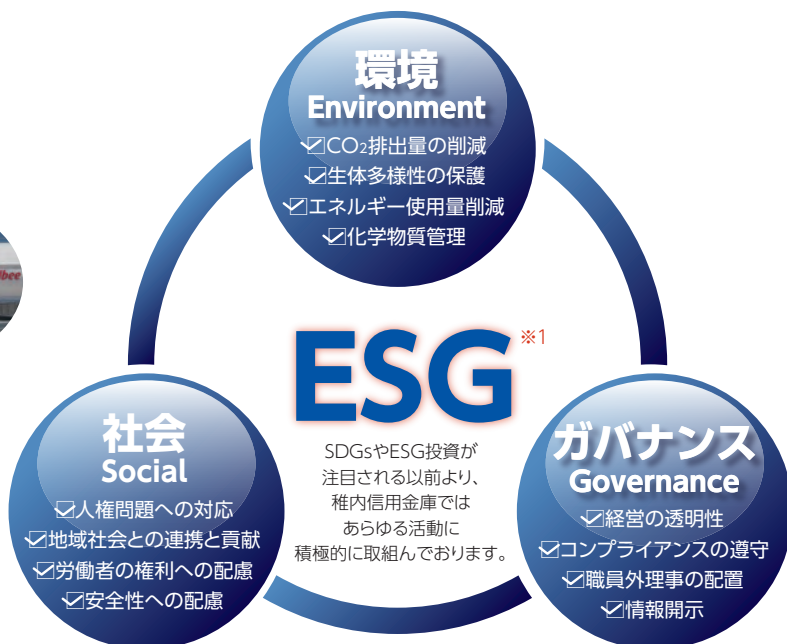 環境
Environment
☑CO₂排出量の削減
☑生体多様性の保護
☑エネルギー使用量削減
☑化学物質管理
ESG※1
SDGsやESG投資が
注目される以前より、
稚内信用金庫では
あらゆる活動に
積極的に取組んでおります。
社会
Social
☑人権問題への対応
☑地域社会との連携と貢献
☑労働者の権利への配慮
☑安全性への配慮
ガバナンス
Governance
☑経営の透明性
☑コンプライアンスの遵守
☑職員外理事の配置
☑情報開示